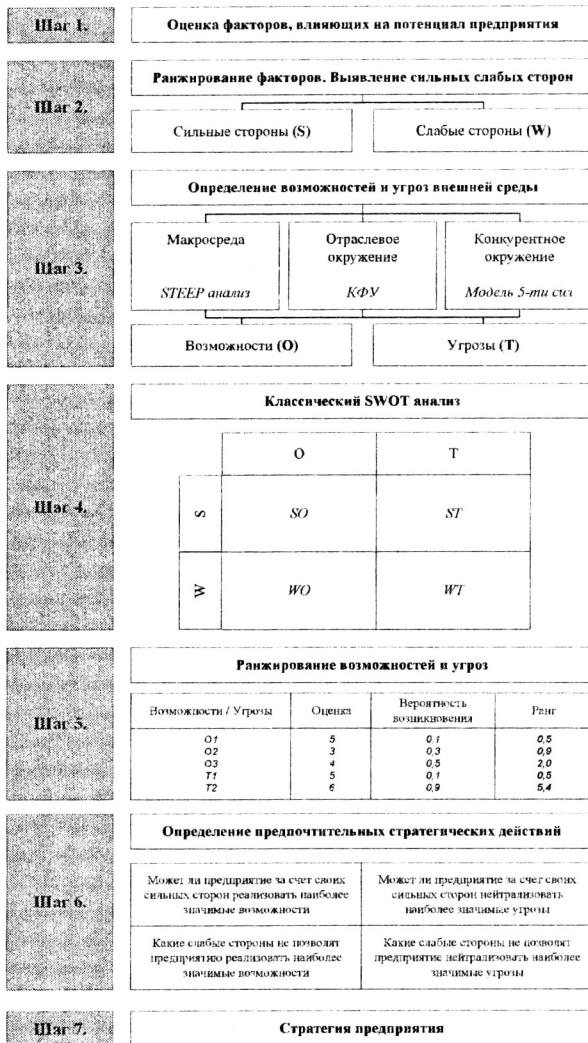 Шаг 1.
Оценка факторов, влияющих на потенциал предприятия
Шаг 2.
Ранжирование факторов. Выявление сильных слабых сторон
Сильные стороны (S)
Слабые стороны (W)
Шаг 3.
Определение возможностей и угроз внешней среды
Макросреда
STEEP анализ
Отраслевое
окружение
КФУ
Конкурентное
окружение
Модель 5-ти сил
Возможности (O)
Угрозы (T)
Шаг 4.
Классический SWOT анализ
O T
S SO ST
W WO WT
Шаг 5.
Ранжирование возможностей и угроз
Возможности / Угрозы Оценка Вероятность возникновения Ранг
O1 5 0,1 0,5
O2 3 0,3 0,9
O3 4 0,5 2,0
T1 5 0,1 0,5
T2 6 0,9 5,4
Шаг 6.
Определение предпочтительных стратегических действий
Может ли предприятие за счет своих
сильных сторон реализовать наиболее
значимые возможности
Может ли предприятие за счет своих
сильных сторон нейтрализовать
наиболее значимые угрозы
Какие слабые стороны не позволят
предприятию реализовать наиболее
значимые возможности
Какие слабые стороны не позволят
предприятие нейтрализовать наиболее
значимые угрозы
Шаг 7.
Стратегия предприятия